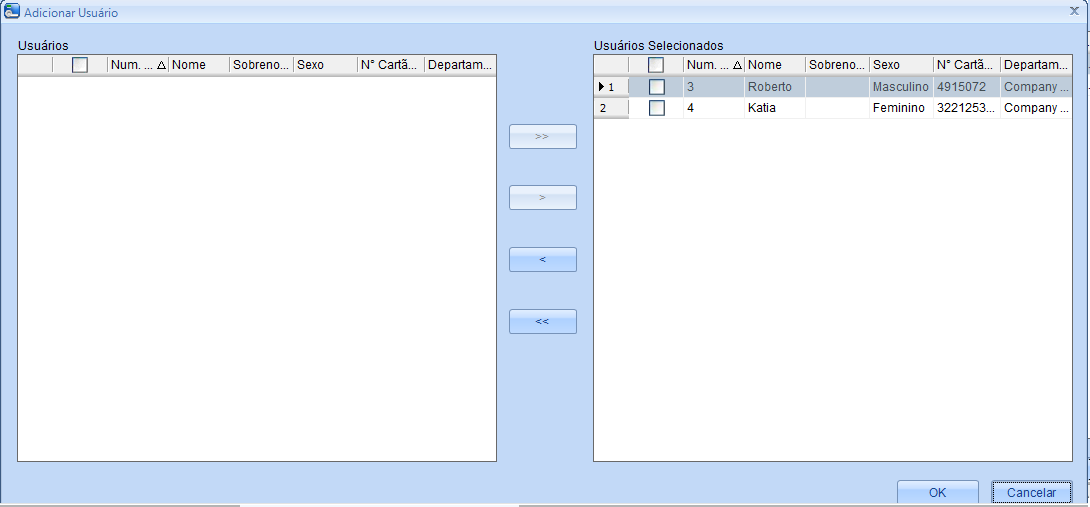 Adicionar Usuário
Usuários
Num. ... Nome Sobreno... Sexo N° Cartã... Departam...
>>
>
<
<<
Usuários Selecionados
Num. ... Nome Sobreno... Sexo N° Cartã... Departam...
1 3 Roberto Masculino 4915072 Company ...
2 4 Katia Feminino 3221253... Company ...
OK Cancelar